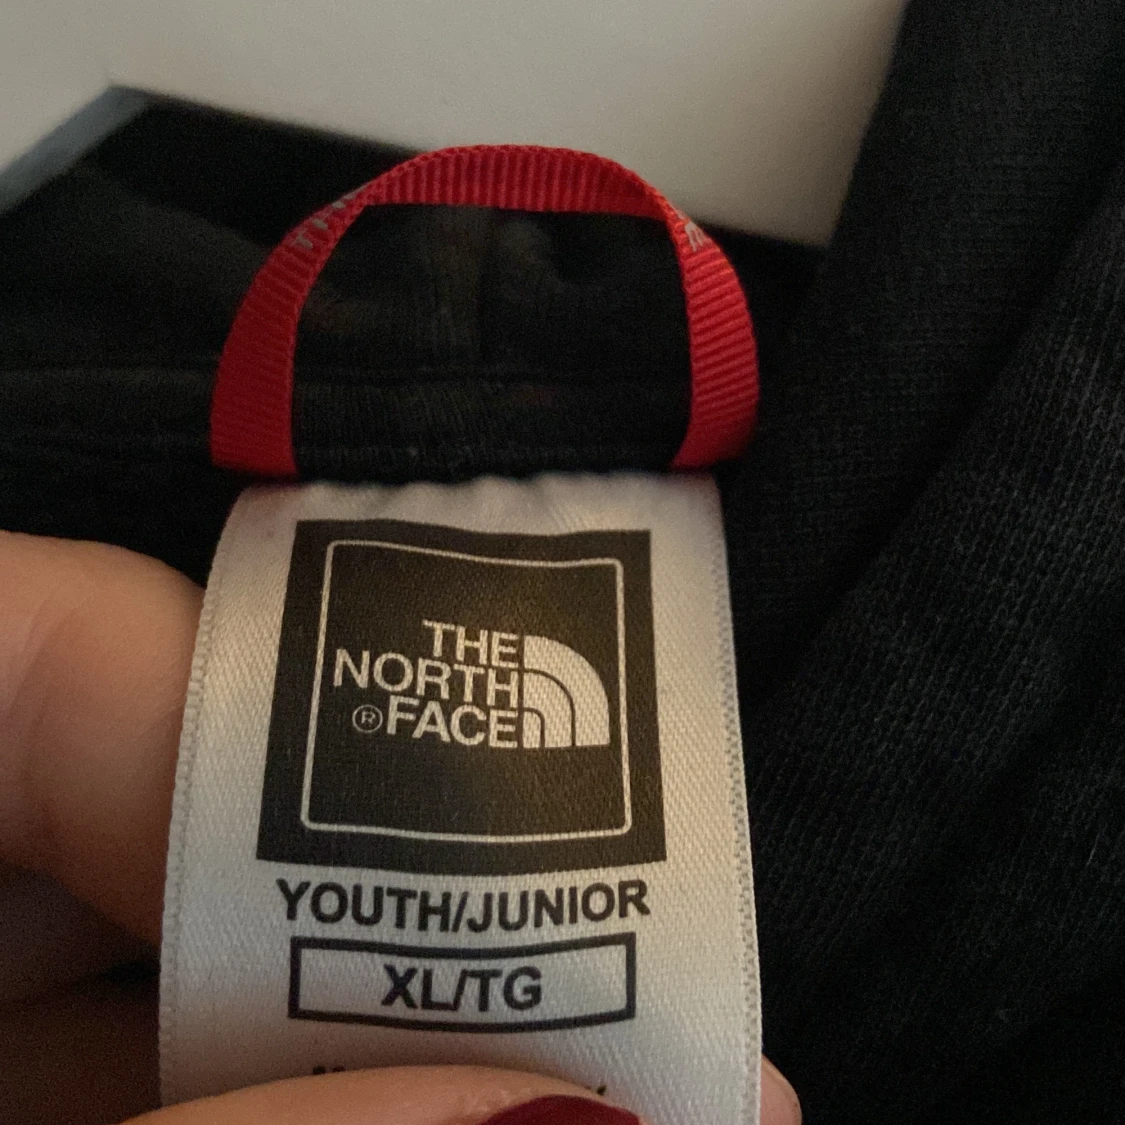 THE
NORTH
®FACE
YOUTH/JUNIOR
XL/TG